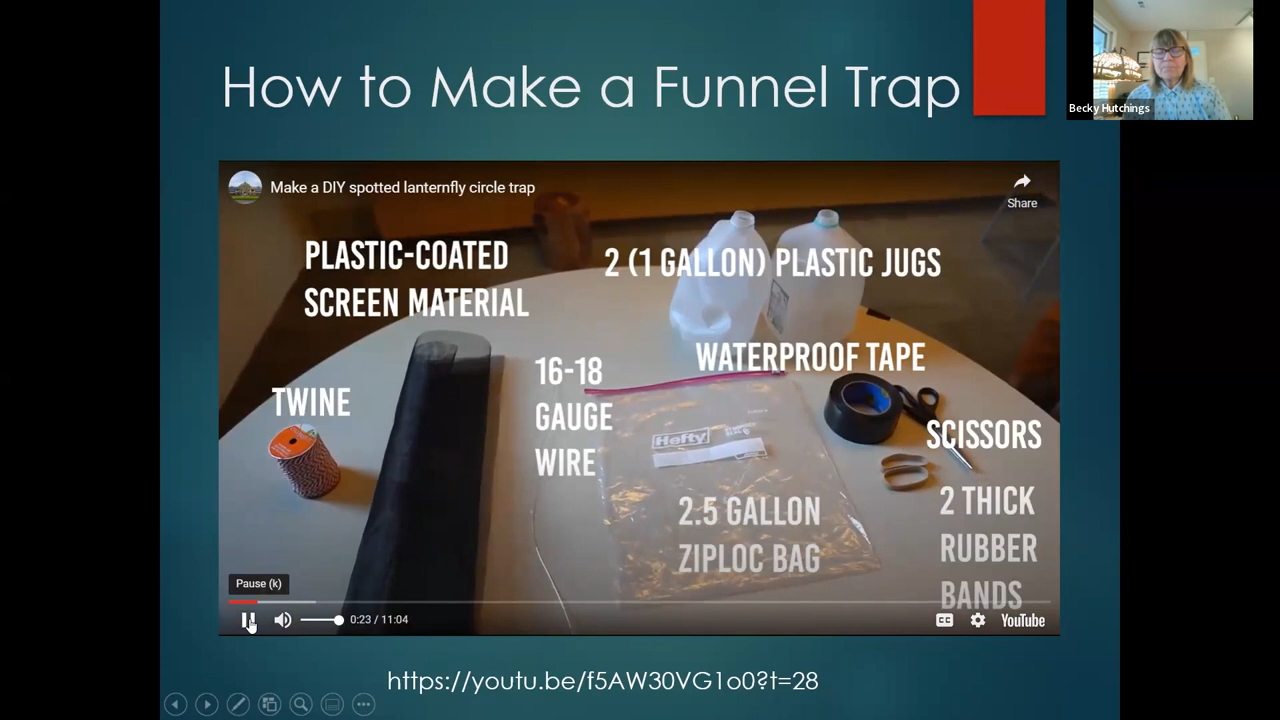 How to Make a Funnel Trap
Becky Hutchings
Make a DIY spotted lanternfly circle trap
Share
PLASTIC-COATED
SCREEN MATERIAL
2 (1 GALLON) PLASTIC JUGS
WATERPROOF TAPE
16-18
GAUGE
WIRE
TWINE
SCISSORS
Hefty
2.5 GALLON
ZIPLOC BAG
2 THICK
RUBBER
BANDS
Pause (k)
0:23 / 11:04
CC
YouTube
https://youtu.be/f5AW30VG1o0?t=28